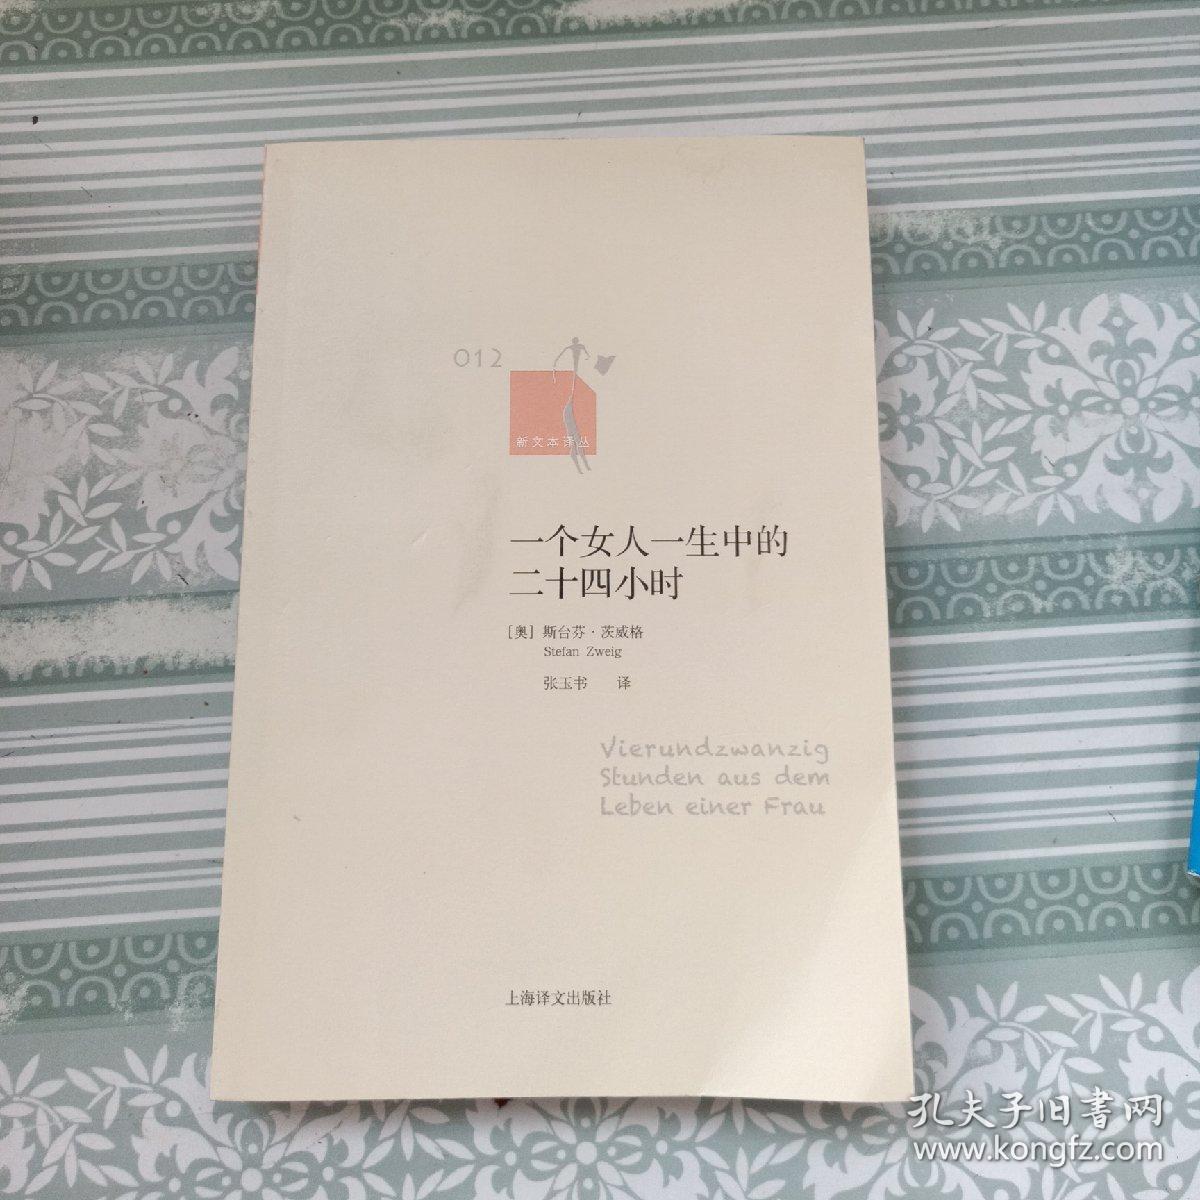 012
新文本译丛
一个女人一生中的
二十四小时
[奥] 斯台芬·茨威格
Stefan Zweig
张玉书 译
Vierundzwanzig
Stunden aus dem
Leben einer Frau
上海译文出版社
孔夫子旧書网
www.kongfz.com